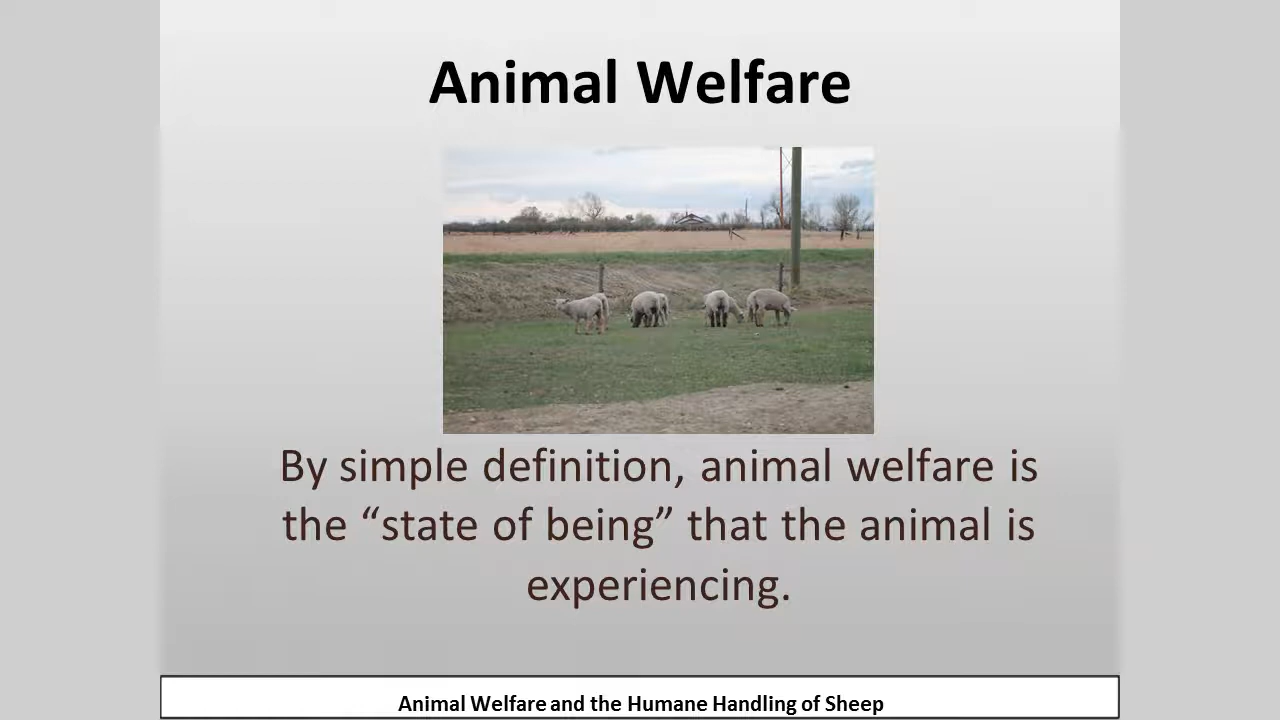 Animal Welfare
By simple definition, animal welfare is
the “state of being” that the animal is
experiencing.
Animal Welfare and the Humane Handling of Sheep